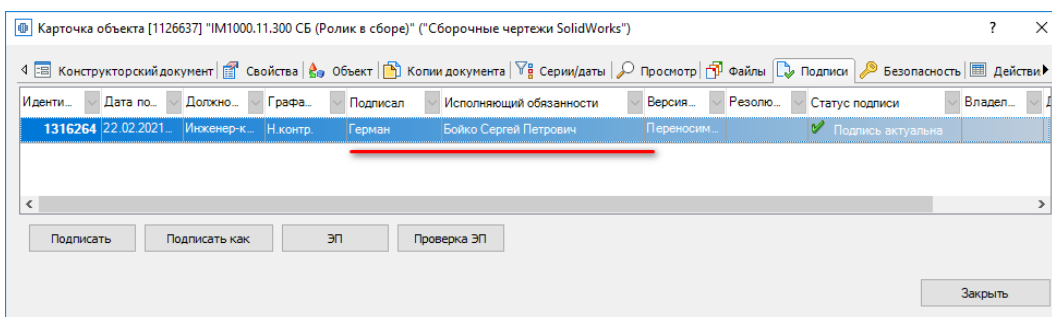 Карточка объекта [1126637] "IM1000.11.300 СБ (Ролик в сборе)" ("Сборочные чертежи SolidWorks")
Конструкторский документ Свойства Объект Копии документа Серии/даты Просмотр Файлы Подписи Безопасность Действи
Иденти... Дата по... Должно... Графа... Подписал Исполняющий обязанности Версия... Резолю... Статус подписи Владел...
1316264 22.02.2021... Инженер-к... Н.контр. Герман Бойко Сергей Петрович Переносим... Подпись актуальна
Подписать Подписать как ЭП Проверка ЭП
Закрыть